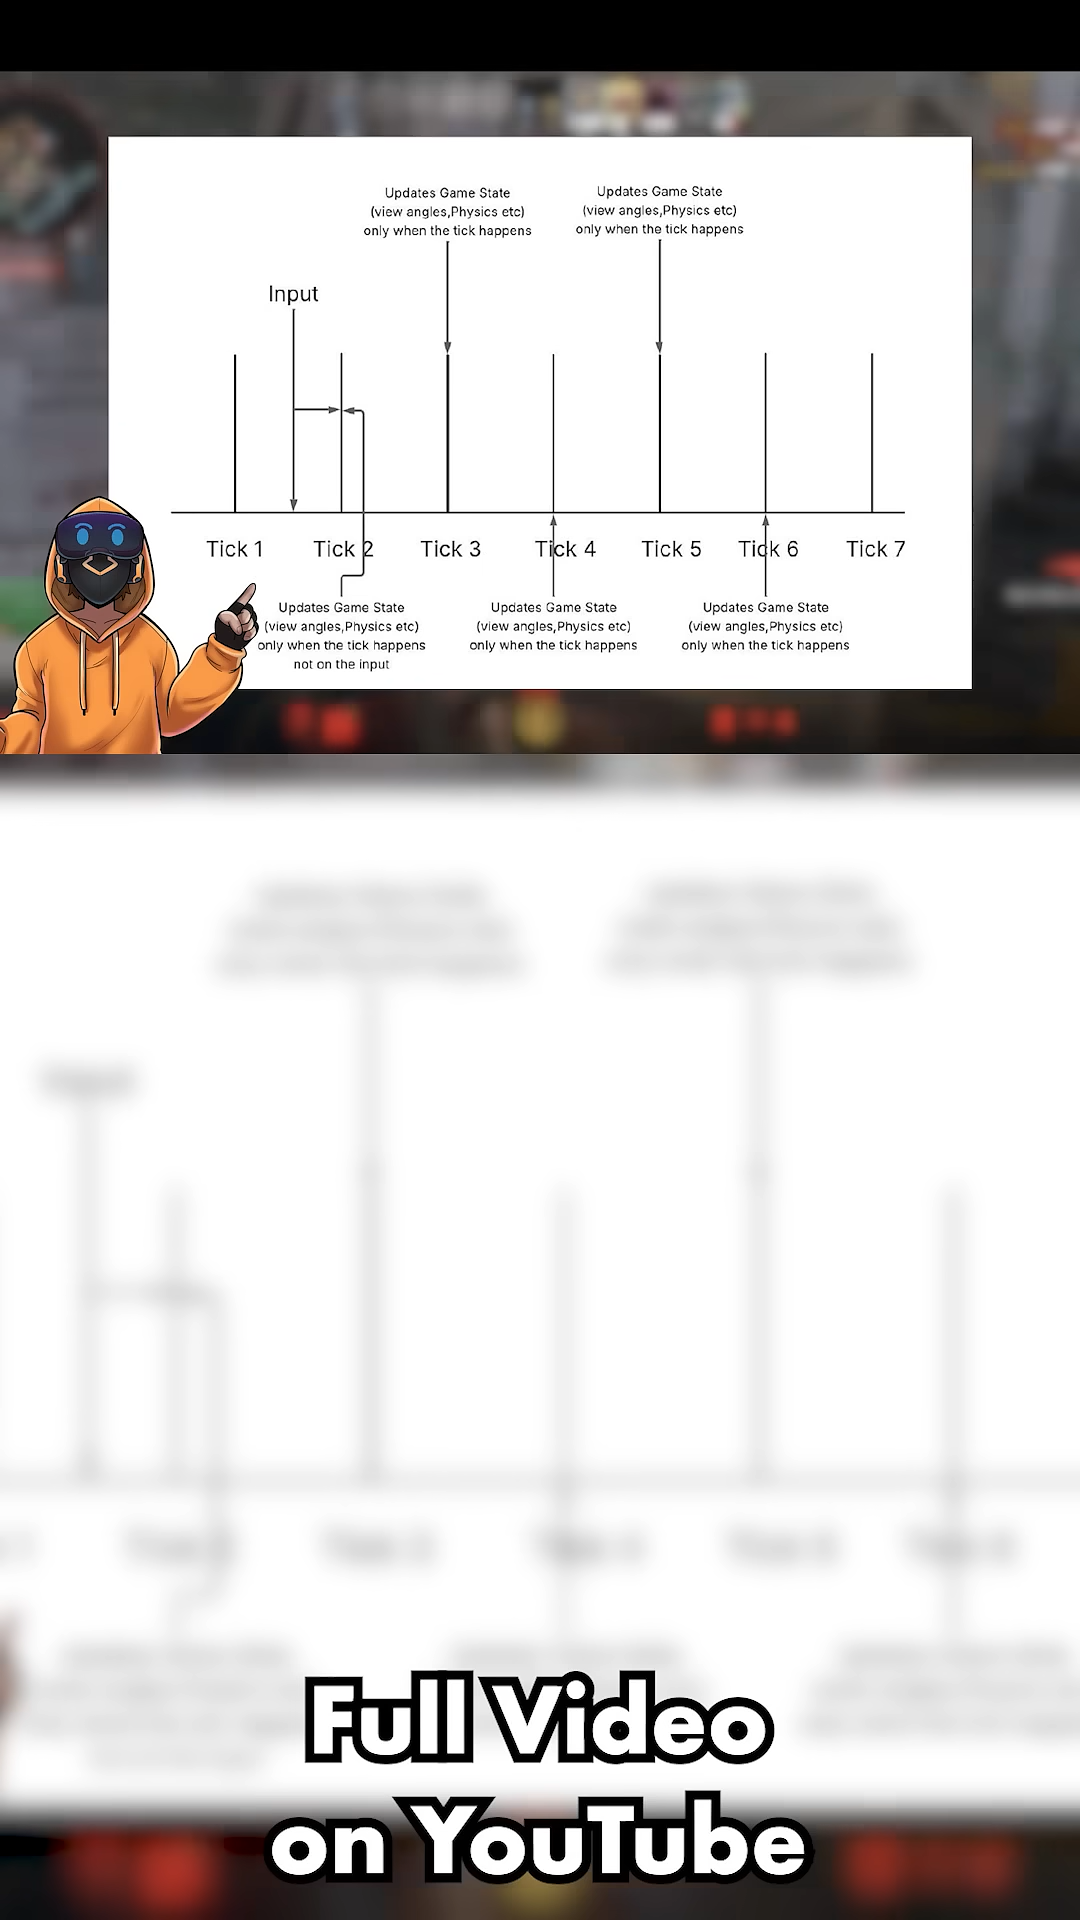 Updates Game State
(view angles,Physics etc)
only when the tick happens
Updates Game State
(view angles,Physics etc)
only when the tick happens
Input
Tick 1
Tick 2
Tick 3
Tick 4
Tick 5
Tick 6
Tick 7
Updates Game State
(view angles,Physics etc)
only when the tick happens
not on the input
Updates Game State
(view angles,Physics etc)
only when the tick happens
Updates Game State
(view angles,Physics etc)
only when the tick happens
Full Video
on YouTube